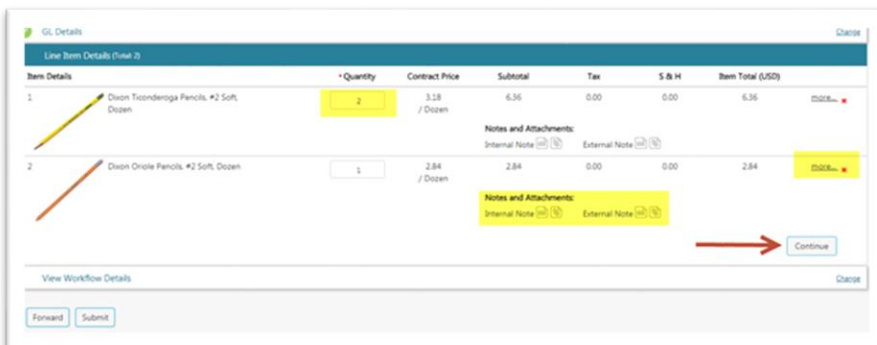 GL Details Change
Line Item Details (Total: 2)
Item Details * Quantity Contract Price Subtotal Tax S & H Item Total (USD)
1 Dixon Ticonderoga Pencils, #2 Soft, 2 3.18 6.36 0.00 0.00 6.36 more...
Dozen / Dozen
Notes and Attachments:
Internal Note External Note
2 Dixon Oriole Pencils, #2 Soft, Dozen 1 2.84 2.84 0.00 0.00 2.84 more...
/ Dozen
Notes and Attachments:
Internal Note External Note
Continue
View Workflow Details Change
Forward Submit